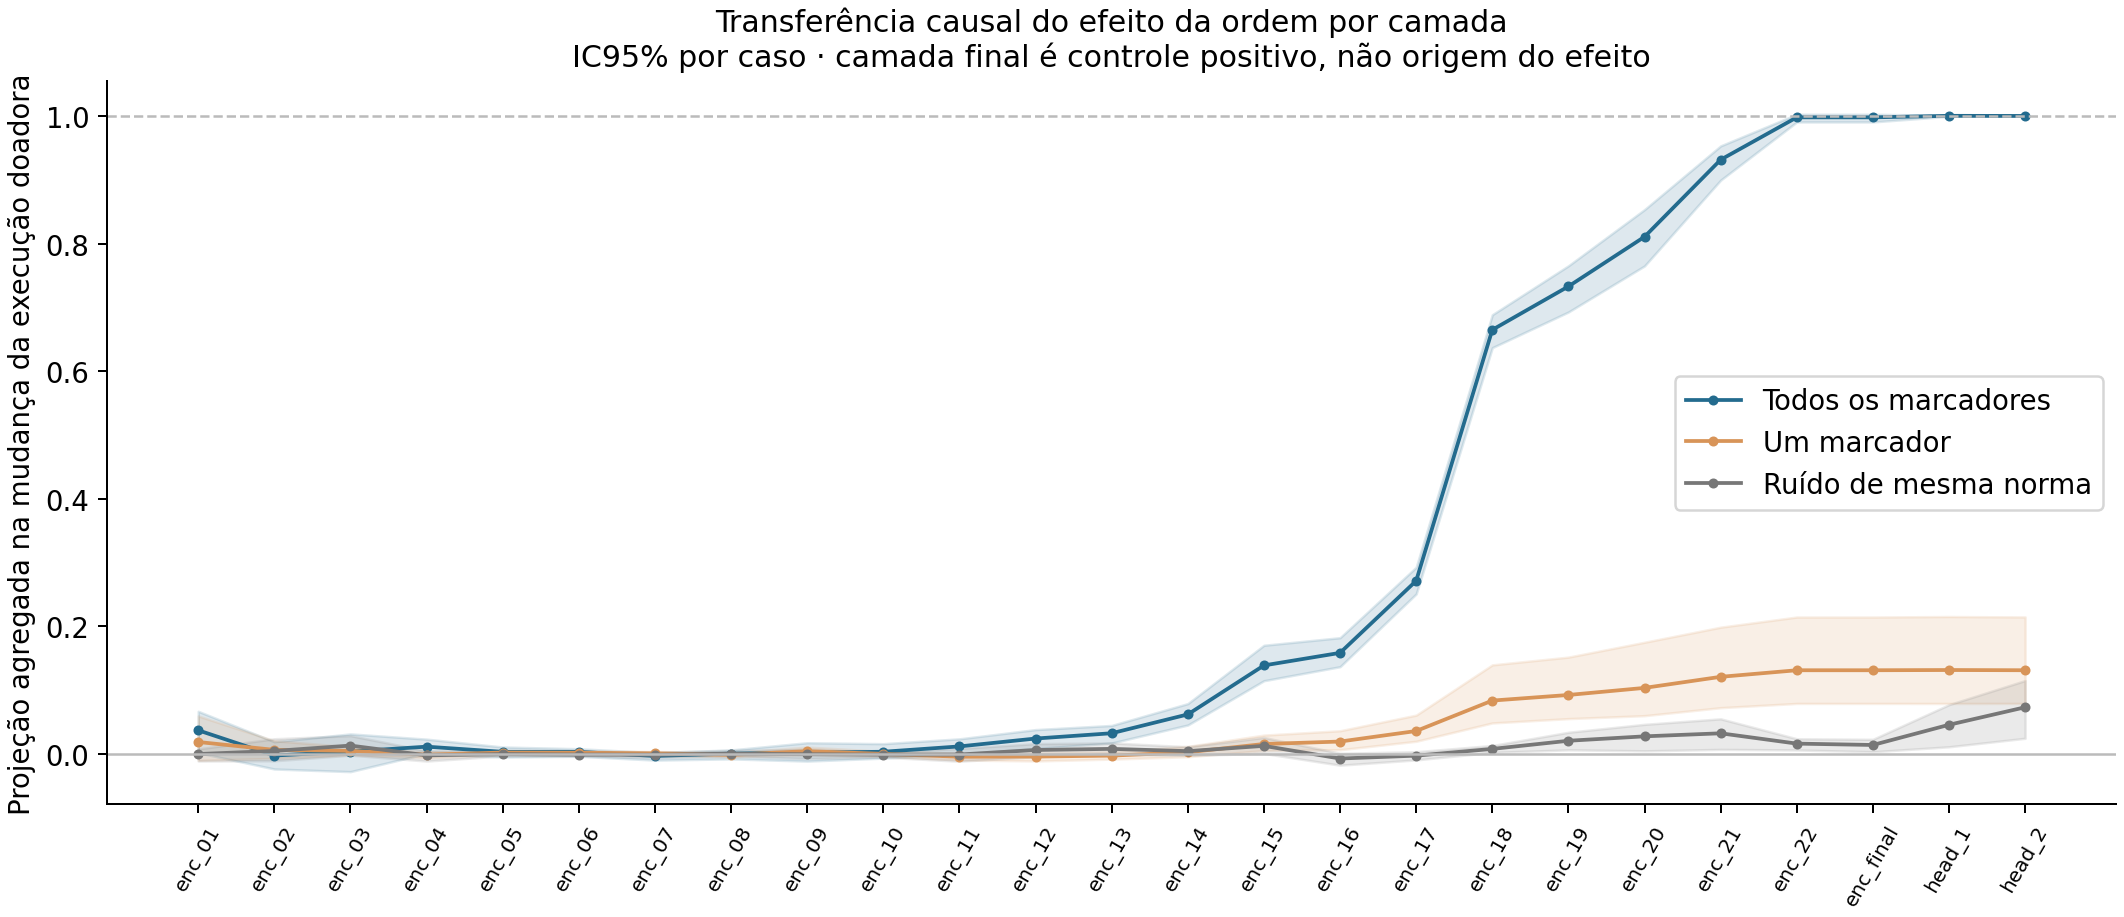 Transferência causal do efeito da ordem por camada
IC95% por caso · camada final é controle positivo, não origem do efeito
Projeção agregada na mudança da execução doadora
1.0
0.8
0.6
0.4
0.2
0.0
Todos os marcadores
Um marcador
Ruído de mesma norma
enc_01
enc_02
enc_03
enc_04
enc_05
enc_06
enc_07
enc_08
enc_09
enc_10
enc_11
enc_12
enc_13
enc_14
enc_15
enc_16
enc_17
enc_18
enc_19
enc_20
enc_21
enc_22
enc_final
head_1
head_2